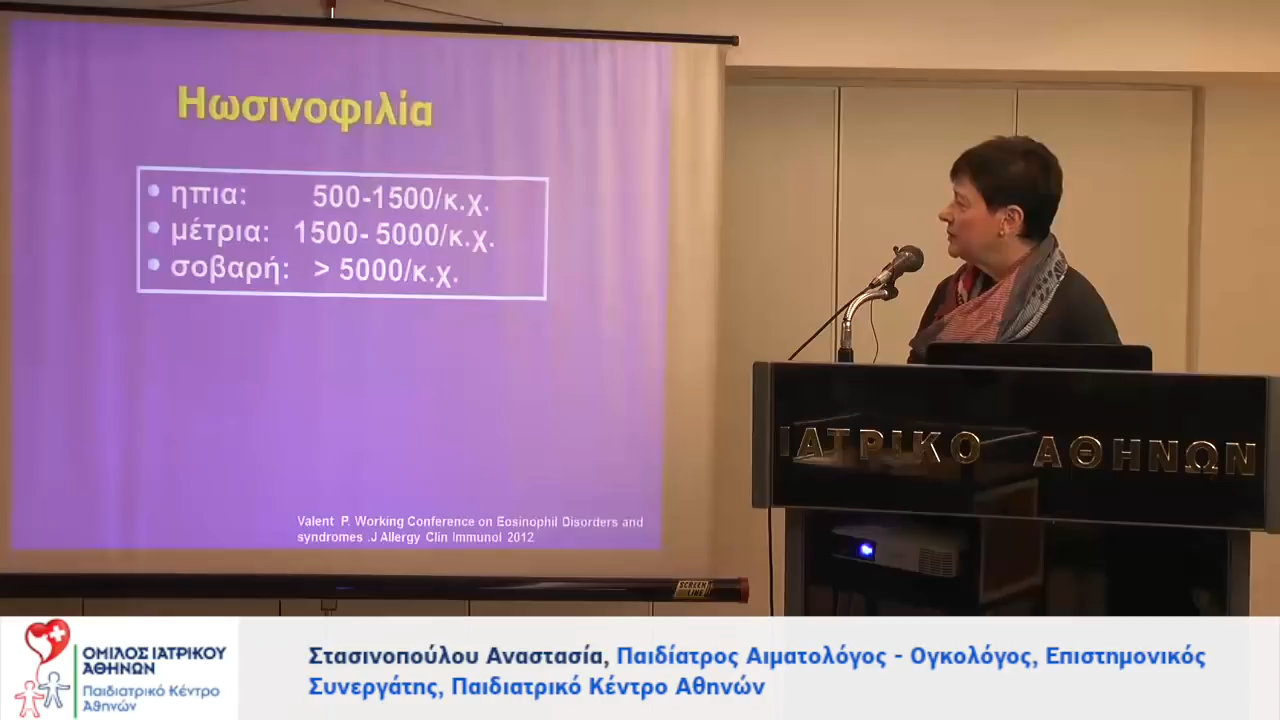 Ηωσινοφιλία
• ηπια: 500-1500/κ.χ.
• μέτρια: 1500- 5000/κ.χ.
• σοβαρή: > 5000/κ.χ.
Valent P. Working Conference on Eosinophil Disorders and
syndromes .J Allergy Clin Immunol 2012
SCREEN
LINE
ΙΑΤΡΙΚΟ ΑΘΗΝΩΝ
ΟΜΙΛΟΣ ΙΑΤΡΙΚΟΥ
ΑΘΗΝΩΝ
Παιδιατρικό Κέντρο
Αθηνών
Στασινοπούλου Αναστασία, Παιδίατρος Αιματολόγος - Ογκολόγος, Επιστημονικός
Συνεργάτης, Παιδιατρικό Κέντρο Αθηνών